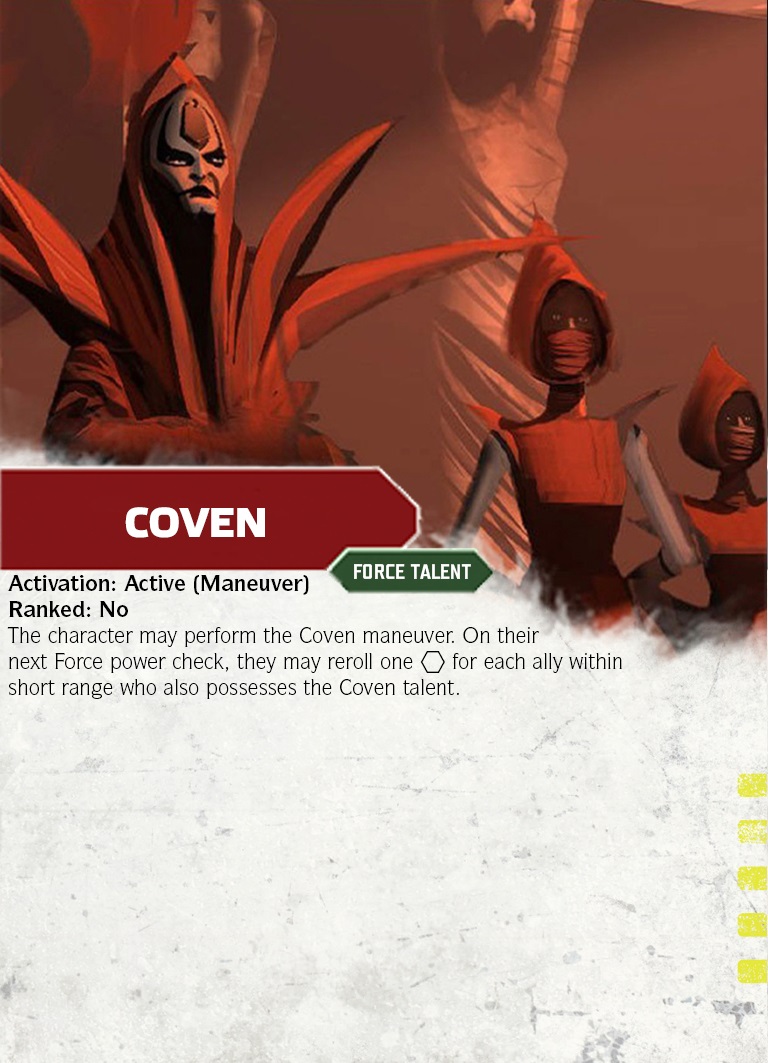 COVEN
FORCE TALENT
Activation: Active (Maneuver)
Ranked: No
The character may perform the Coven maneuver. On their
next Force power check, they may reroll one ⬡ for each ally within
short range who also possesses the Coven talent.